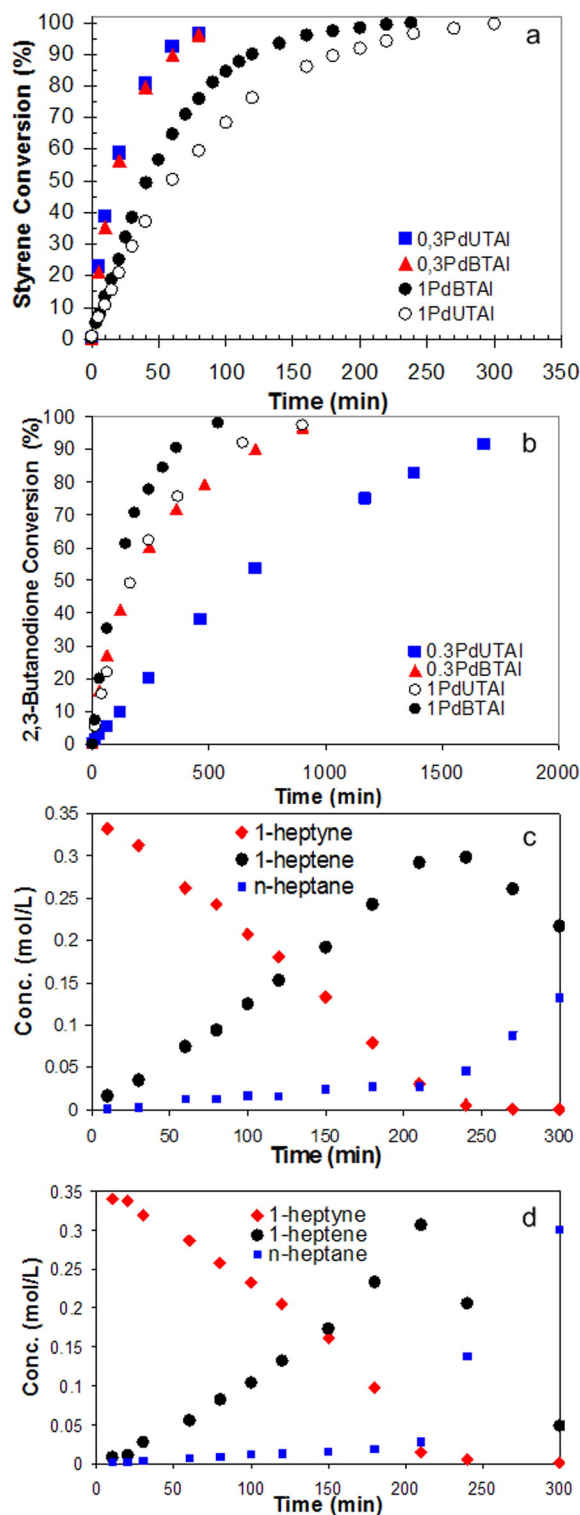 a
100
90
80
70
60
50
40
30
20
10
0
Styrene Conversion (%)
0,3PdUTAl
0,3PdBTAl
1PdBTAl
1PdUTAl
0 50 100 150 200 250 300 350
Time (min)
b
100
90
80
70
60
50
40
30
20
10
0
2,3-Butanodione Conversion (%)
0.3PdUTAl
0.3PdBTAl
1PdUTAl
1PdBTAl
0 500 1000 1500 2000
Time (min)
c
0.35
0.3
0.25
0.2
0.15
0.1
0.05
0
Conc. (mol/L)
1-heptyne
1-heptene
n-heptane
0 50 100 150 200 250 300
Time (min)
d
0.35
0.3
0.25
0.2
0.15
0.1
0.05
0
Conc. (mol/L)
1-heptyne
1-heptene
n-heptane
0 50 100 150 200 250 300
Time (min)